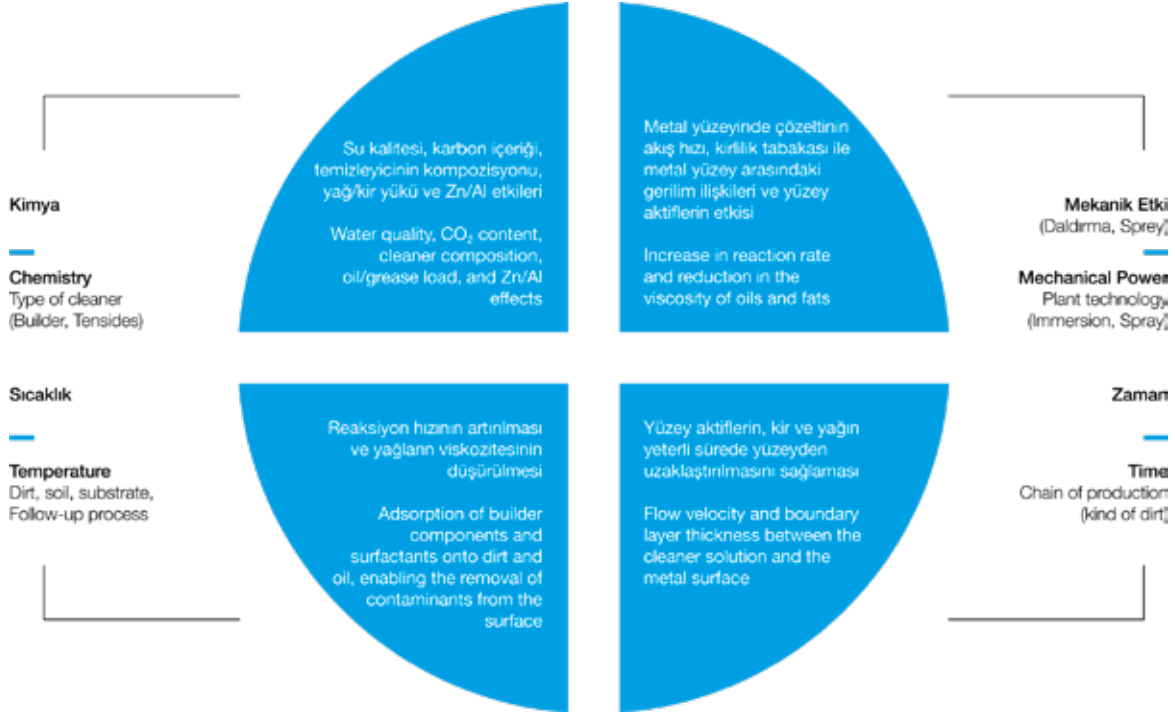 Kimya
Chemistry
Type of cleaner
(Builder, Tensides)
Su kalitesi, karbon içeriği,
temizleyicinin kompozisyonu,
yağ/kir yükü ve Zn/Al etkileri
Water quality, CO₂ content,
cleaner composition,
oil/grease load, and Zn/Al
effects
Metal yüzeyinde çözeltinin
akış hızı, kirlilik tabakası ile
metal yüzey arasındaki
gerilim ilişkileri ve yüzey
aktiflerin etkisi
Increase in reaction rate
and reduction in the
viscosity of oils and fats
Mekanik Etki
(Daldırma, Sprey)
Mechanical Power
Plant technology
(Immersion, Spray)
Sıcaklık
Temperature
Dirt, soil, substrate,
Follow-up process
Reaksiyon hızının artırılması
ve yağların viskozitesinin
düşürülmesi
Adsorption of builder
components and
surfactants onto dirt and
oil, enabling the removal of
contaminants from the
surface
Yüzey aktiflerin, kir ve yağın
yeterli sürede yüzeyden
uzaklaştırılmasını sağlaması
Flow velocity and boundary
layer thickness between the
cleaner solution and the
metal surface
Zaman
Time
Chain of production
(kind of dirt)